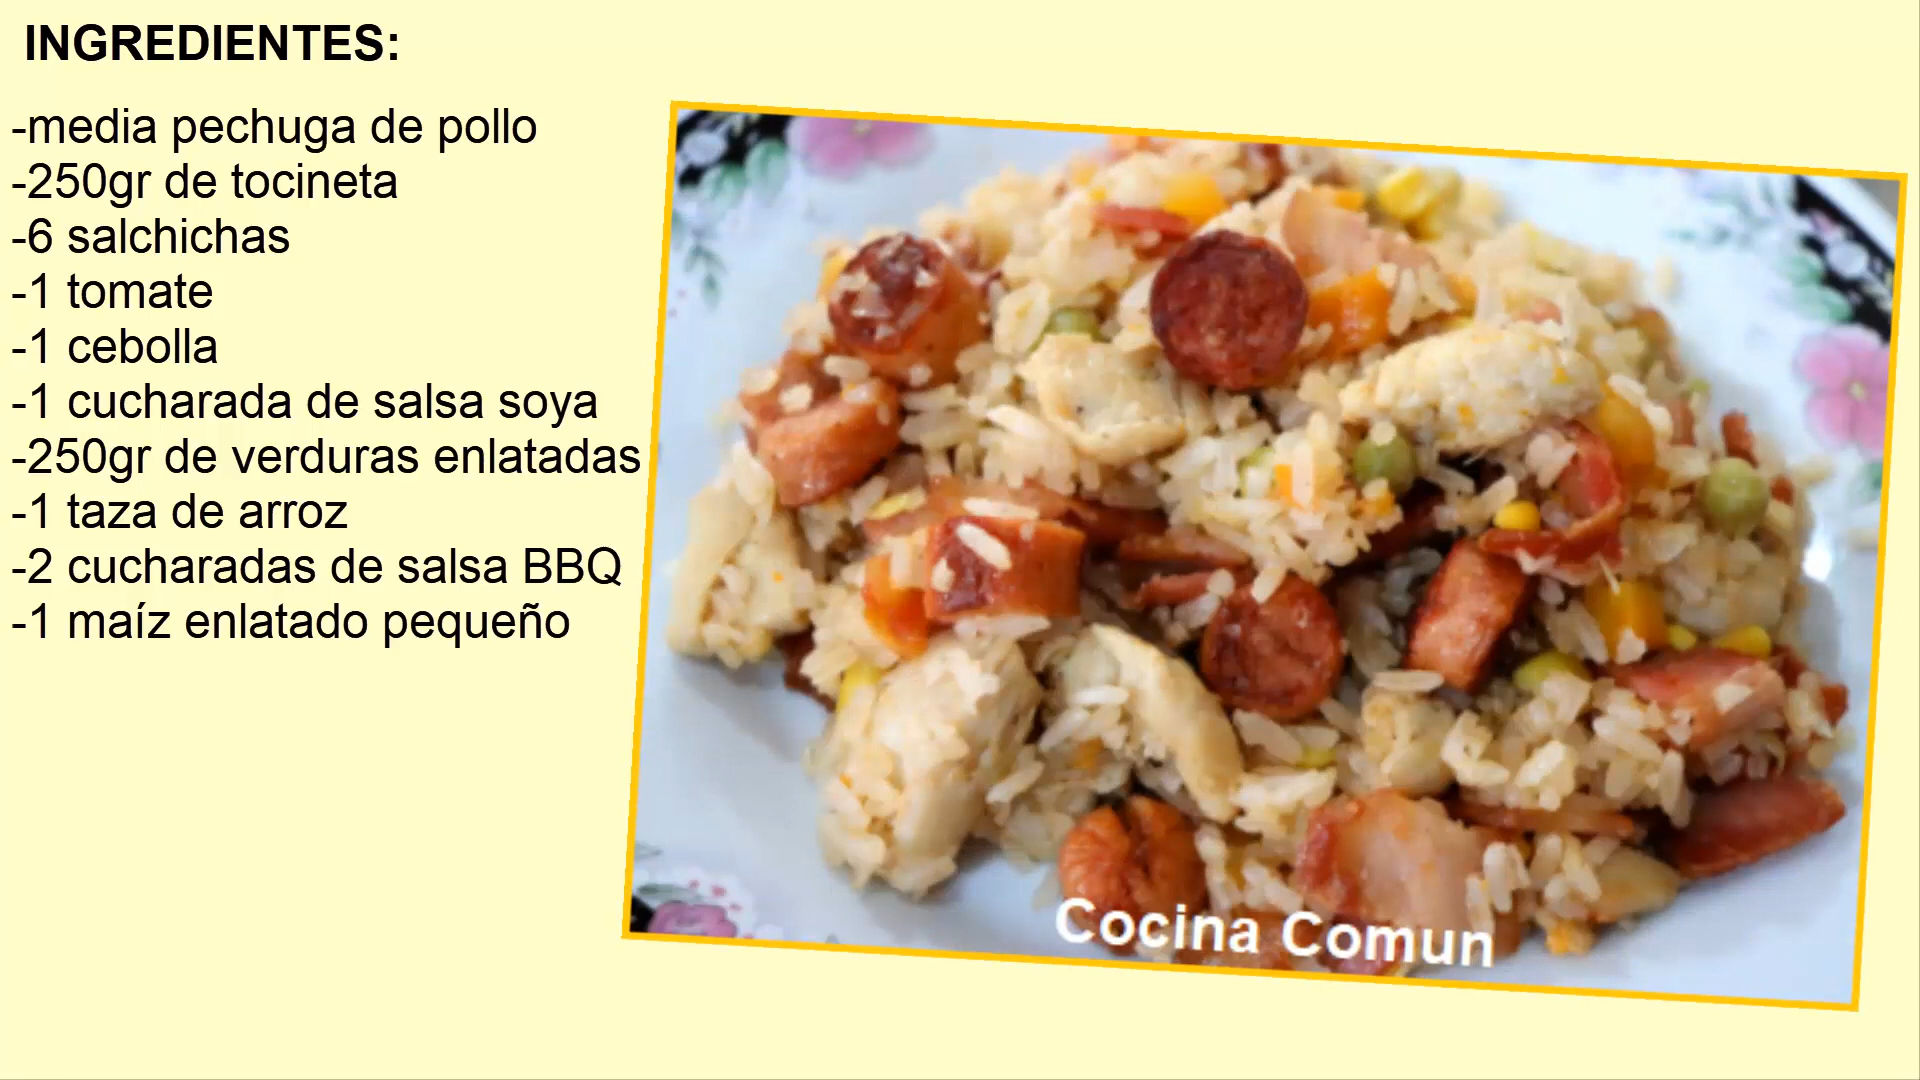 INGREDIENTES:
-media pechuga de pollo
-250gr de tocineta
-6 salchichas
-1 tomate
-1 cebolla
-1 cucharada de salsa soya
-250gr de verduras enlatadas
-1 taza de arroz
-2 cucharadas de salsa BBQ
-1 maíz enlatado pequeño
Cocina Comun